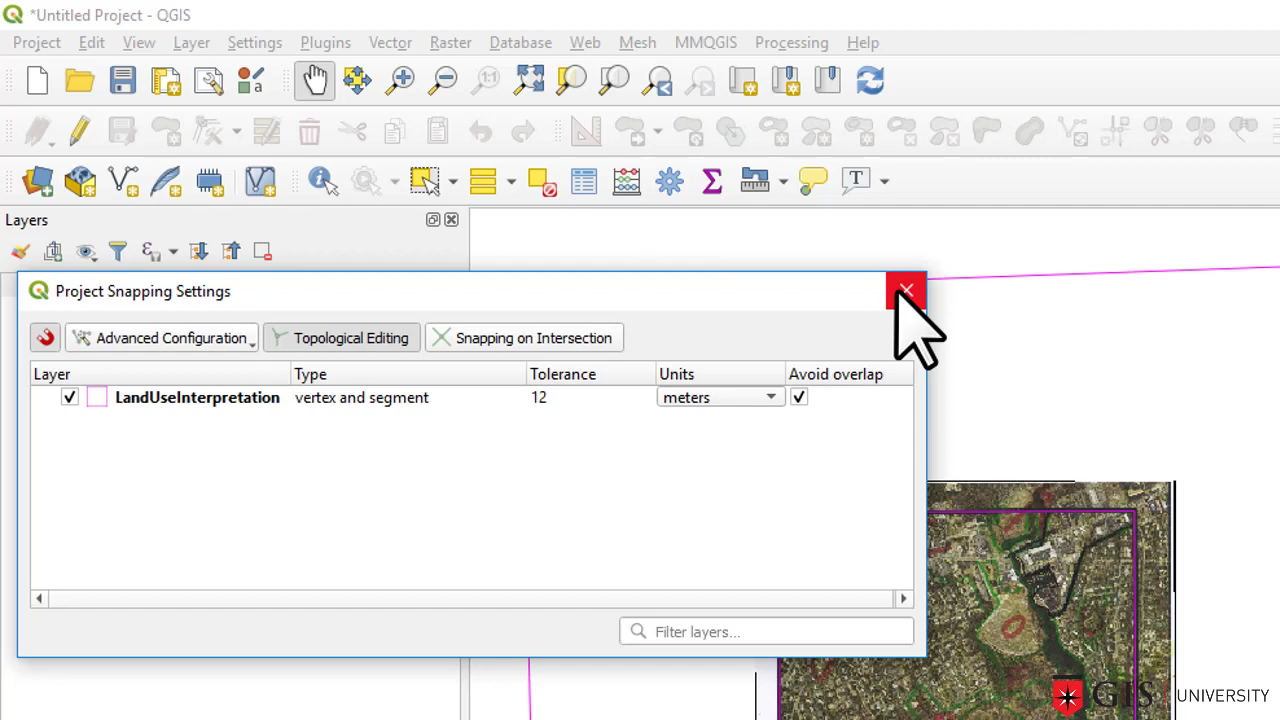 *Untitled Project - QGIS
Project Edit View Layer Settings Plugins Vector Raster Database Web Mesh MMQGIS Processing Help
1:1
a
ε
T
Layers
Project Snapping Settings
Advanced Configuration Topological Editing Snapping on Intersection
Layer Type Tolerance Units Avoid overlap
LandUseInterpretation vertex and segment 12 meters
Filter layers...
GIS UNIVERSITY